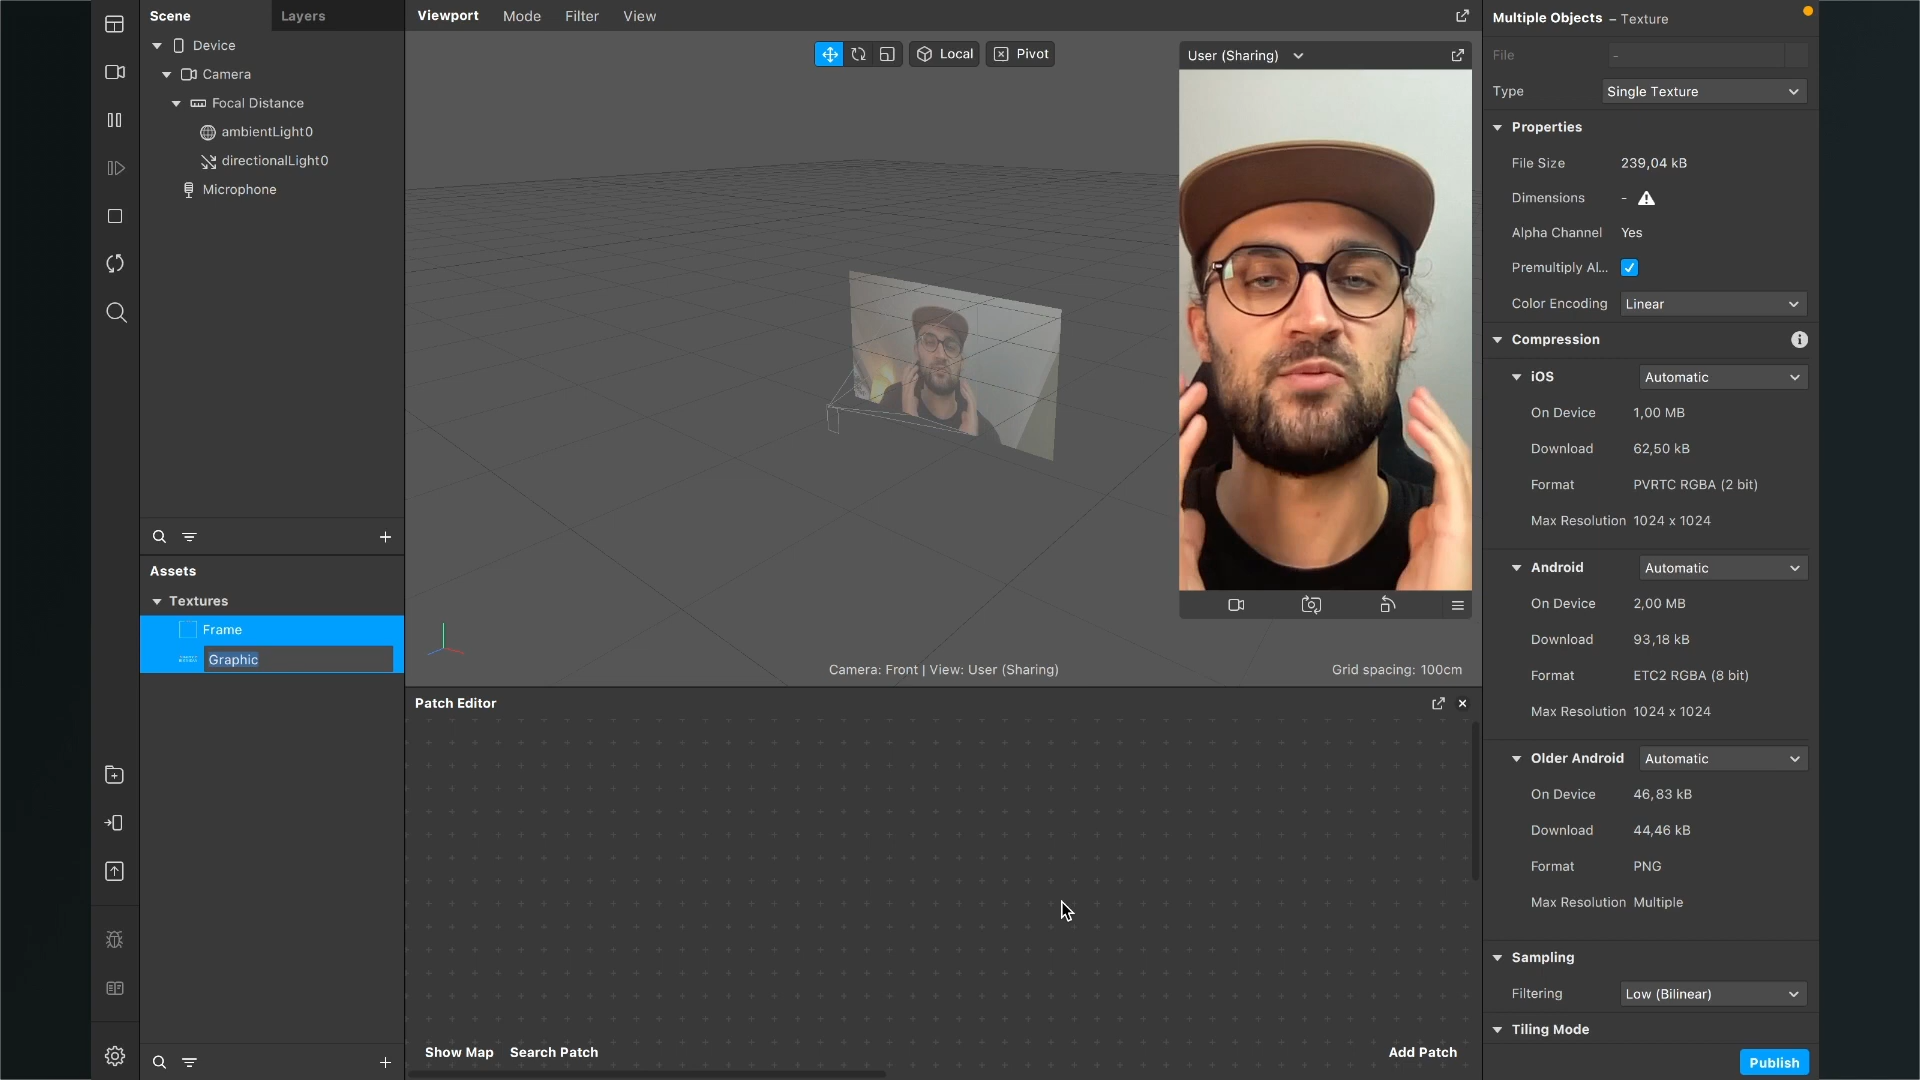 Scene
Layers
Device
Camera
Focal Distance
ambientLight0
directionalLight0
Microphone
Assets
Textures
Frame
Graphic
Viewport
Mode
Filter
View
Local
Pivot
User (Sharing)
Camera: Front | View: User (Sharing)
Grid spacing: 100cm
Patch Editor
Show Map
Search Patch
Add Patch
Multiple Objects – Texture
File -
Type Single Texture
Properties
File Size 239,04 kB
Dimensions -
Alpha Channel Yes
Premultiply Al...
Color Encoding Linear
Compression
iOS Automatic
On Device 1,00 MB
Download 62,50 kB
Format PVRTC RGBA (2 bit)
Max Resolution 1024 x 1024
Android Automatic
On Device 2,00 MB
Download 93,18 kB
Format ETC2 RGBA (8 bit)
Max Resolution 1024 x 1024
Older Android Automatic
On Device 46,83 kB
Download 44,46 kB
Format PNG
Max Resolution Multiple
Sampling
Filtering Low (Bilinear)
Tiling Mode
Publish